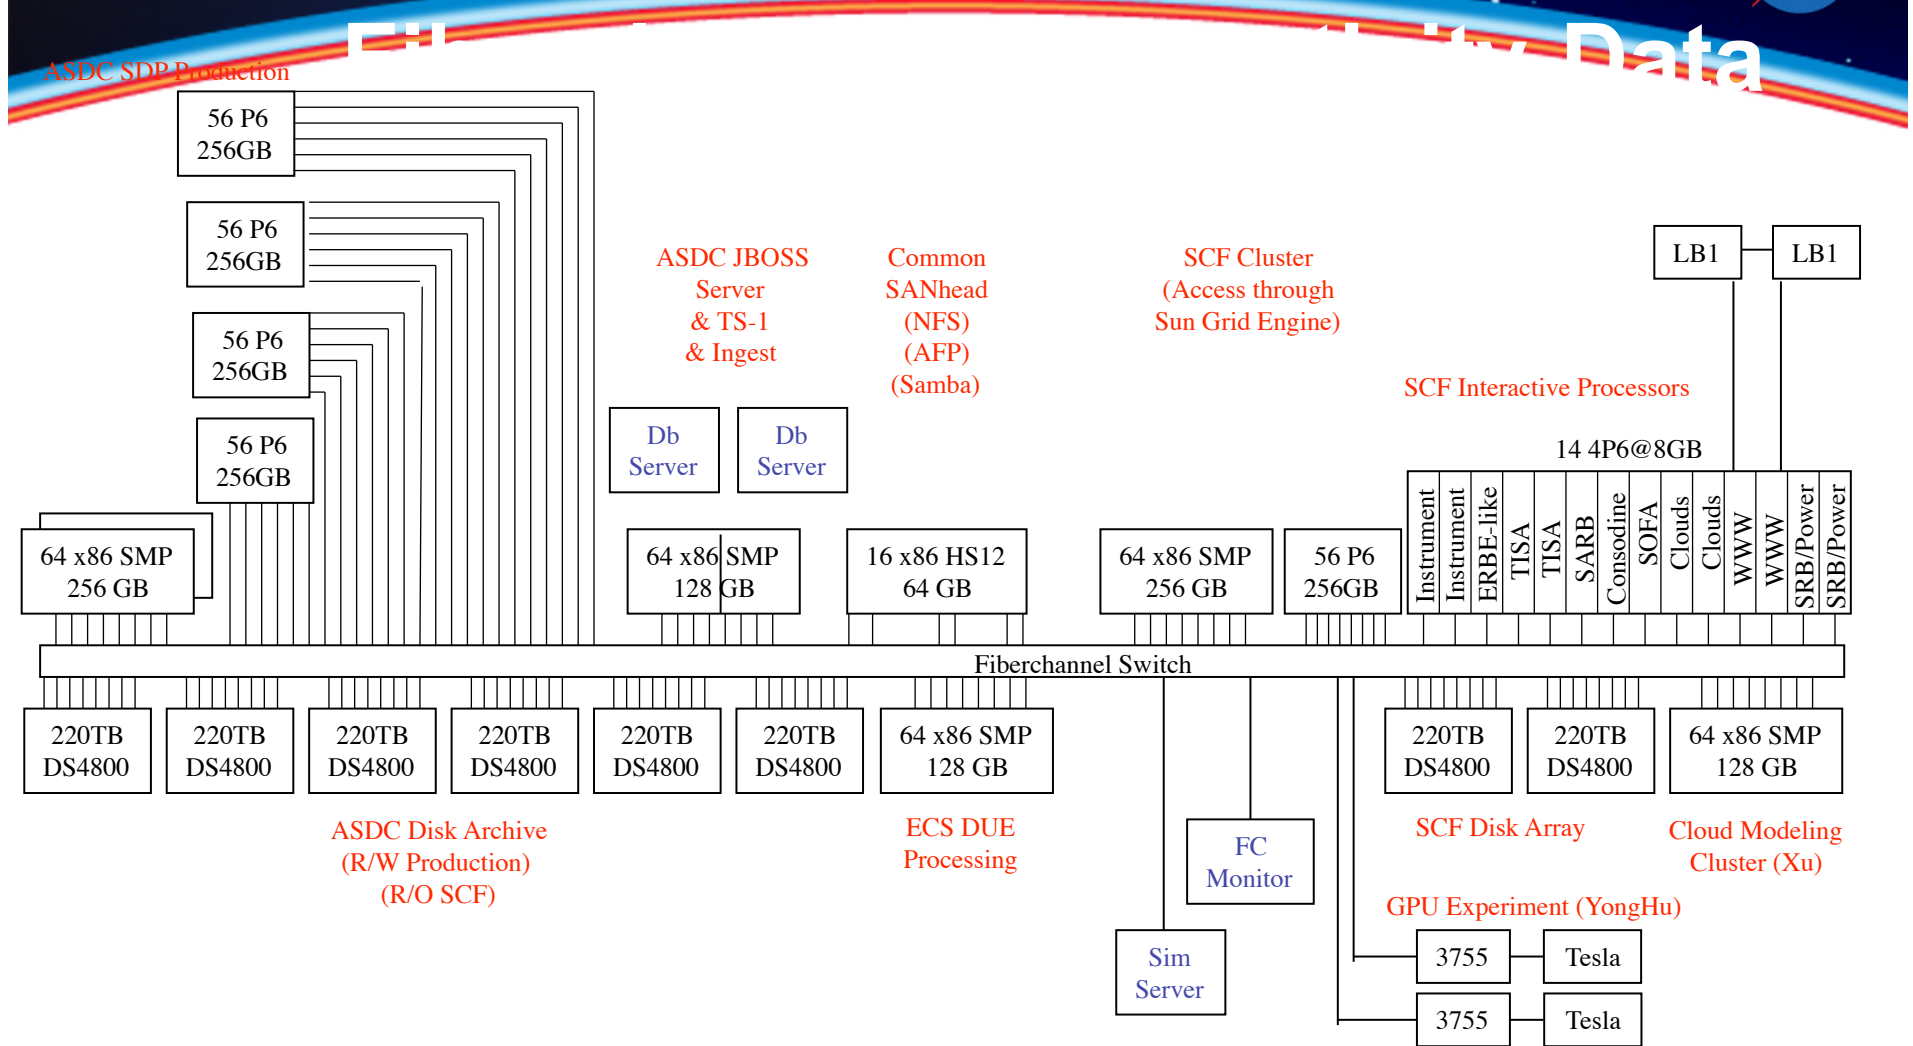 Data
ASDC SDP Production
56 P6
256GB
56 P6
256GB
56 P6
256GB
56 P6
256GB
64 x86 SMP
256 GB
ASDC JBOSS
Server
& TS-1
& Ingest
Common
SANhead
(NFS)
(AFP)
(Samba)
SCF Cluster
(Access through
Sun Grid Engine)
LB1
LB1
SCF Interactive Processors
14 4P6@8GB
Db
Server
Db
Server
64 x86 SMP
128 GB
16 x86 HS12
64 GB
64 x86 SMP
256 GB
56 P6
256GB
Instrument
Instrument
ERBE-like
TISA
TISA
SARB
Consodine
SOFA
Clouds
Clouds
WWW
WWW
SRB/Power
SRB/Power
Fiberchannel Switch
220TB
DS4800
220TB
DS4800
220TB
DS4800
220TB
DS4800
220TB
DS4800
220TB
DS4800
64 x86 SMP
128 GB
220TB
DS4800
220TB
DS4800
64 x86 SMP
128 GB
ASDC Disk Archive
(R/W Production)
(R/O SCF)
ECS DUE
Processing
FC
Monitor
Sim
Server
SCF Disk Array
Cloud Modeling
Cluster (Xu)
GPU Experiment (YongHu)
3755
Tesla
3755
Tesla